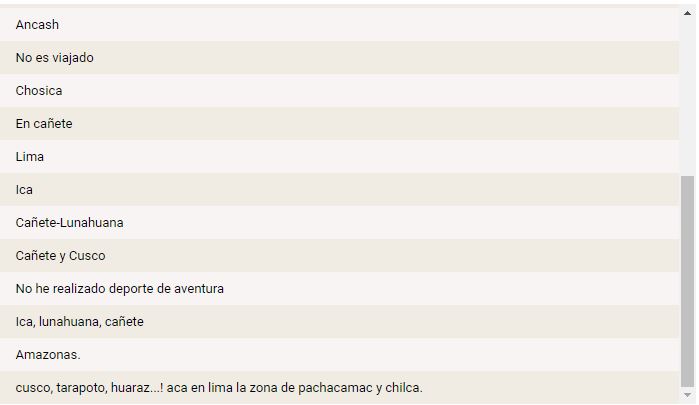 Ancash
No es viajado
Chosica
En cañete
Lima
Ica
Cañete-Lunahuana
Cañete y Cusco
No he realizado deporte de aventura
Ica, lunahuana, cañete
Amazonas.
cusco, tarapoto, huaraz...! aca en lima la zona de pachacamac y chilca.